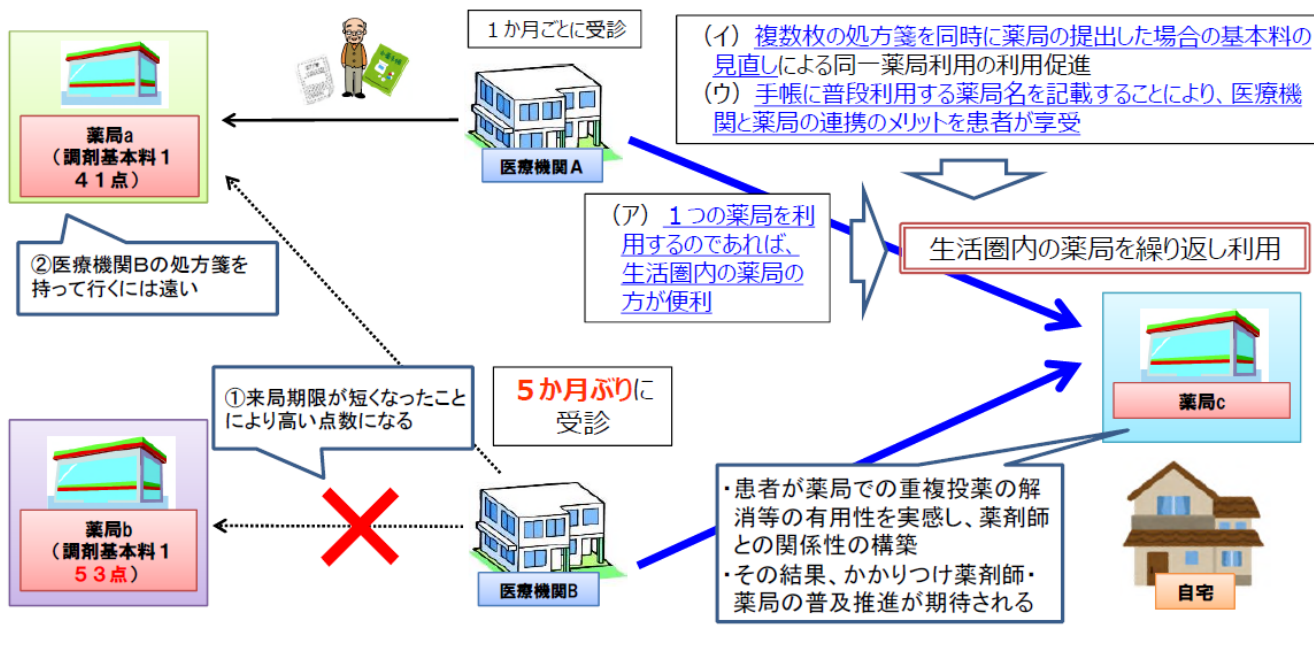 1か月ごとに受診
(イ) 複数枚の処方箋を同時に薬局の提出した場合の基本料の
見直しによる同一薬局利用の利用促進
(ウ) 手帳に普段利用する薬局名を記載することにより、医療機
関と薬局の連携のメリットを患者が享受
薬局a
(調剤基本料1
41点)
医療機関A
(ア) 1つの薬局を利
用するのであれば、
生活圏内の薬局の
方が便利
生活圏内の薬局を繰り返し利用
②医療機関Bの処方箋を
持って行くには遠い
①来局期限が短くなったこと
により高い点数になる
5か月ぶりに
受診
薬局c
薬局b
(調剤基本料1
53点)
医療機関B
・患者が薬局での重複投薬の解
消等の有用性を実感し、薬剤師
との関係性の構築
・その結果、かかりつけ薬剤師・
薬局の普及推進が期待される
自宅